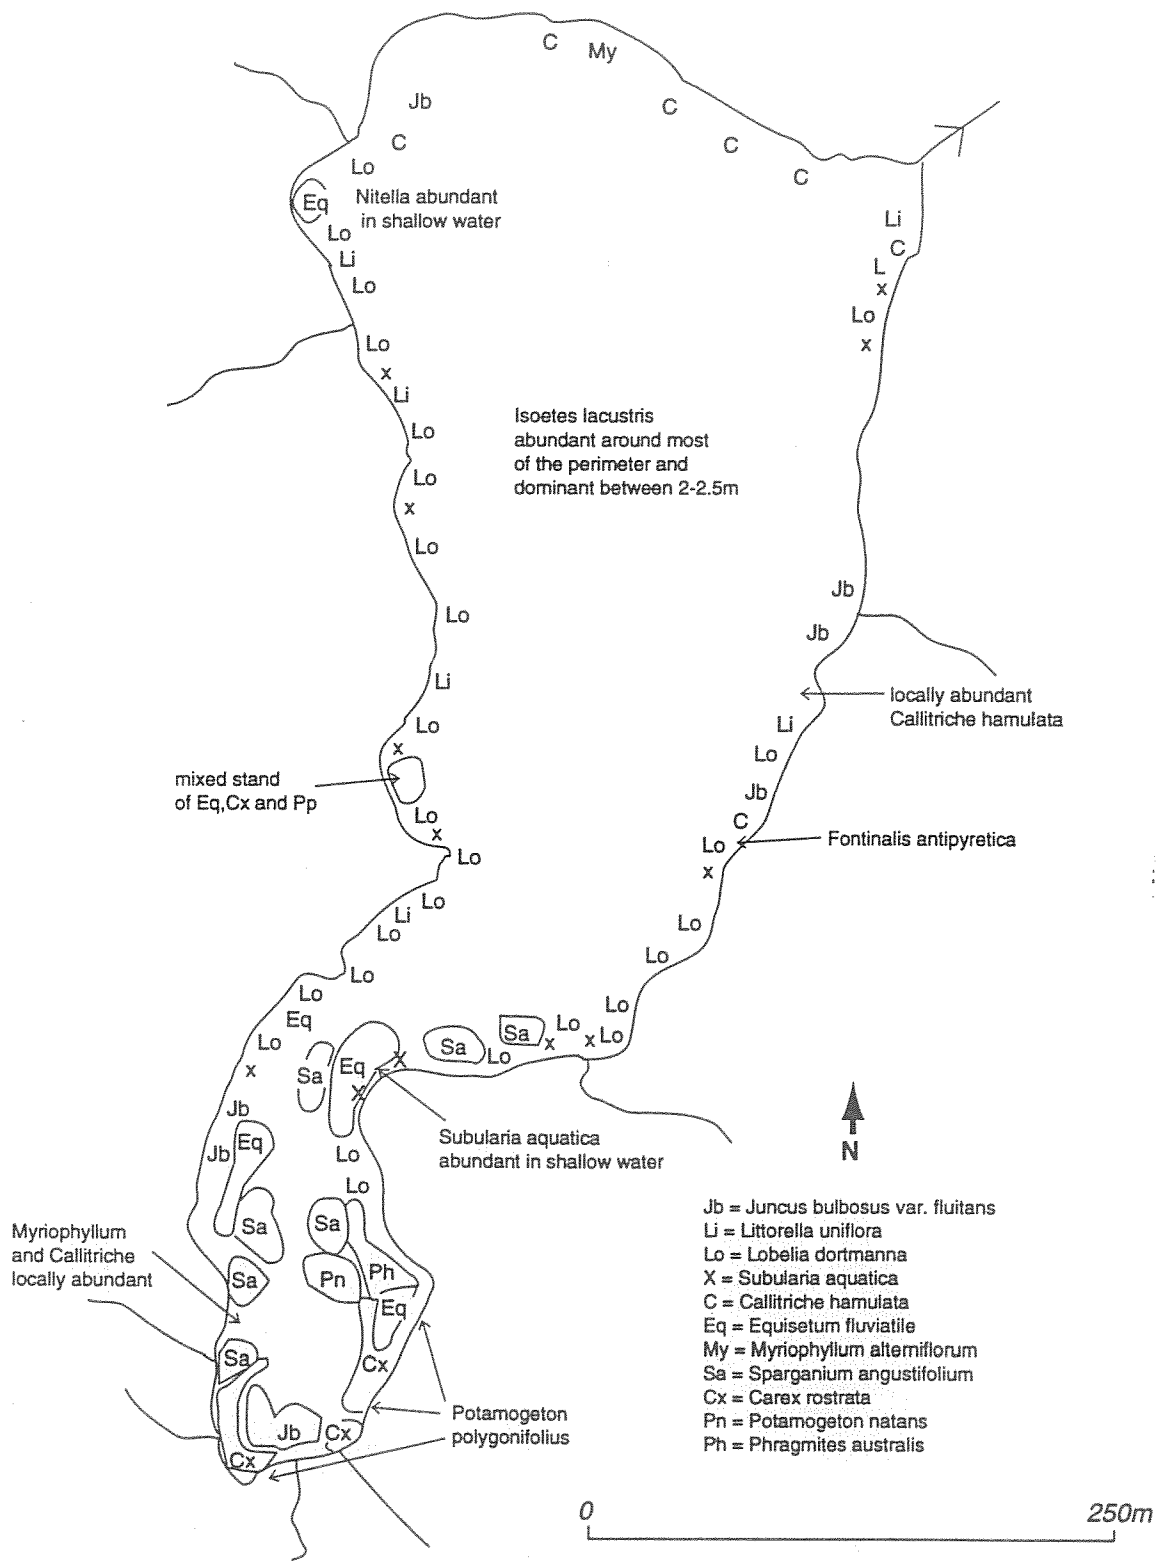 C
My
Jb
C
C
C
Lo
C
Eq
Nitella abundant
in shallow water
Li
Lo
C
Li
L
x
Lo
Lo
Lo
x
x
Li
Isoetes lacustris
Lo
abundant around most
of the perimeter and
Lo
dominant between 2-2.5m
x
Lo
Jb
Lo
Jb
Li
locally abundant
Callitriche hamulata
Lo
Li
x
Lo
mixed stand
of Eq,Cx and Pp
Jb
Lo
C
x
Lo
Fontinalis antipyretica
Lo
x
Lo
Li
Lo
Lo
Lo
Lo
Lo
Lo
Eq
Lo
Sa
x
Lo
x
Lo
Sa
Lo
Eq
X
x
Sa
X
Jb
Subularia aquatica
abundant in shallow water
Eq
Jb
Lo
N
Lo
Sa
Sa
Myriophyllum
and Callitriche
locally abundant
Ph
Pn
Sa
Eq
Sa
Cx
Potamogeton
polygonifolius
Jb
Cx
Cx
Jb = Juncus bulbosus var. fluitans
Li = Littorella uniflora
Lo = Lobelia dortmanna
X = Subularia aquatica
C = Callitriche hamulata
Eq = Equisetum fluviatile
My = Myriophyllum alterniflorum
Sa = Sparganium angustifolium
Cx = Carex rostrata
Pn = Potamogeton natans
Ph = Phragmites australis
0
250m